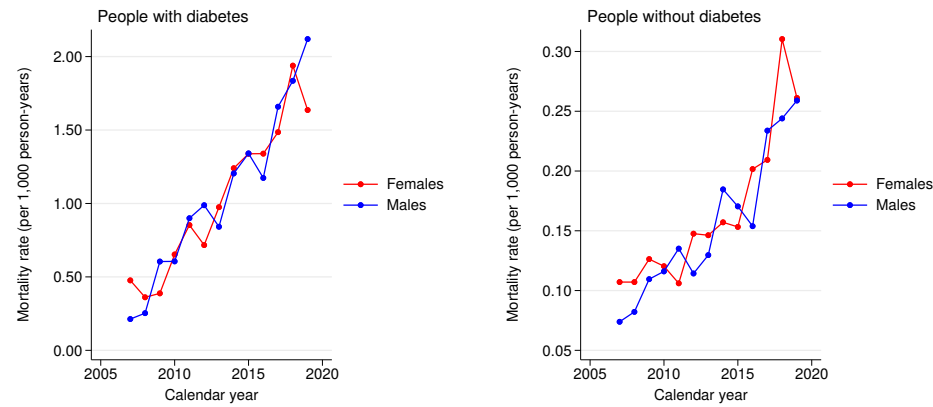 People with diabetes
Mortality rate (per 1,000 person-years)
2.00
1.50
1.00
0.50
0.00
2005
2010
2015
2020
Calendar year
Females
Males
People without diabetes
Mortality rate (per 1,000 person-years)
0.30
0.25
0.20
0.15
0.10
0.05
2005
2010
2015
2020
Calendar year
Females
Males